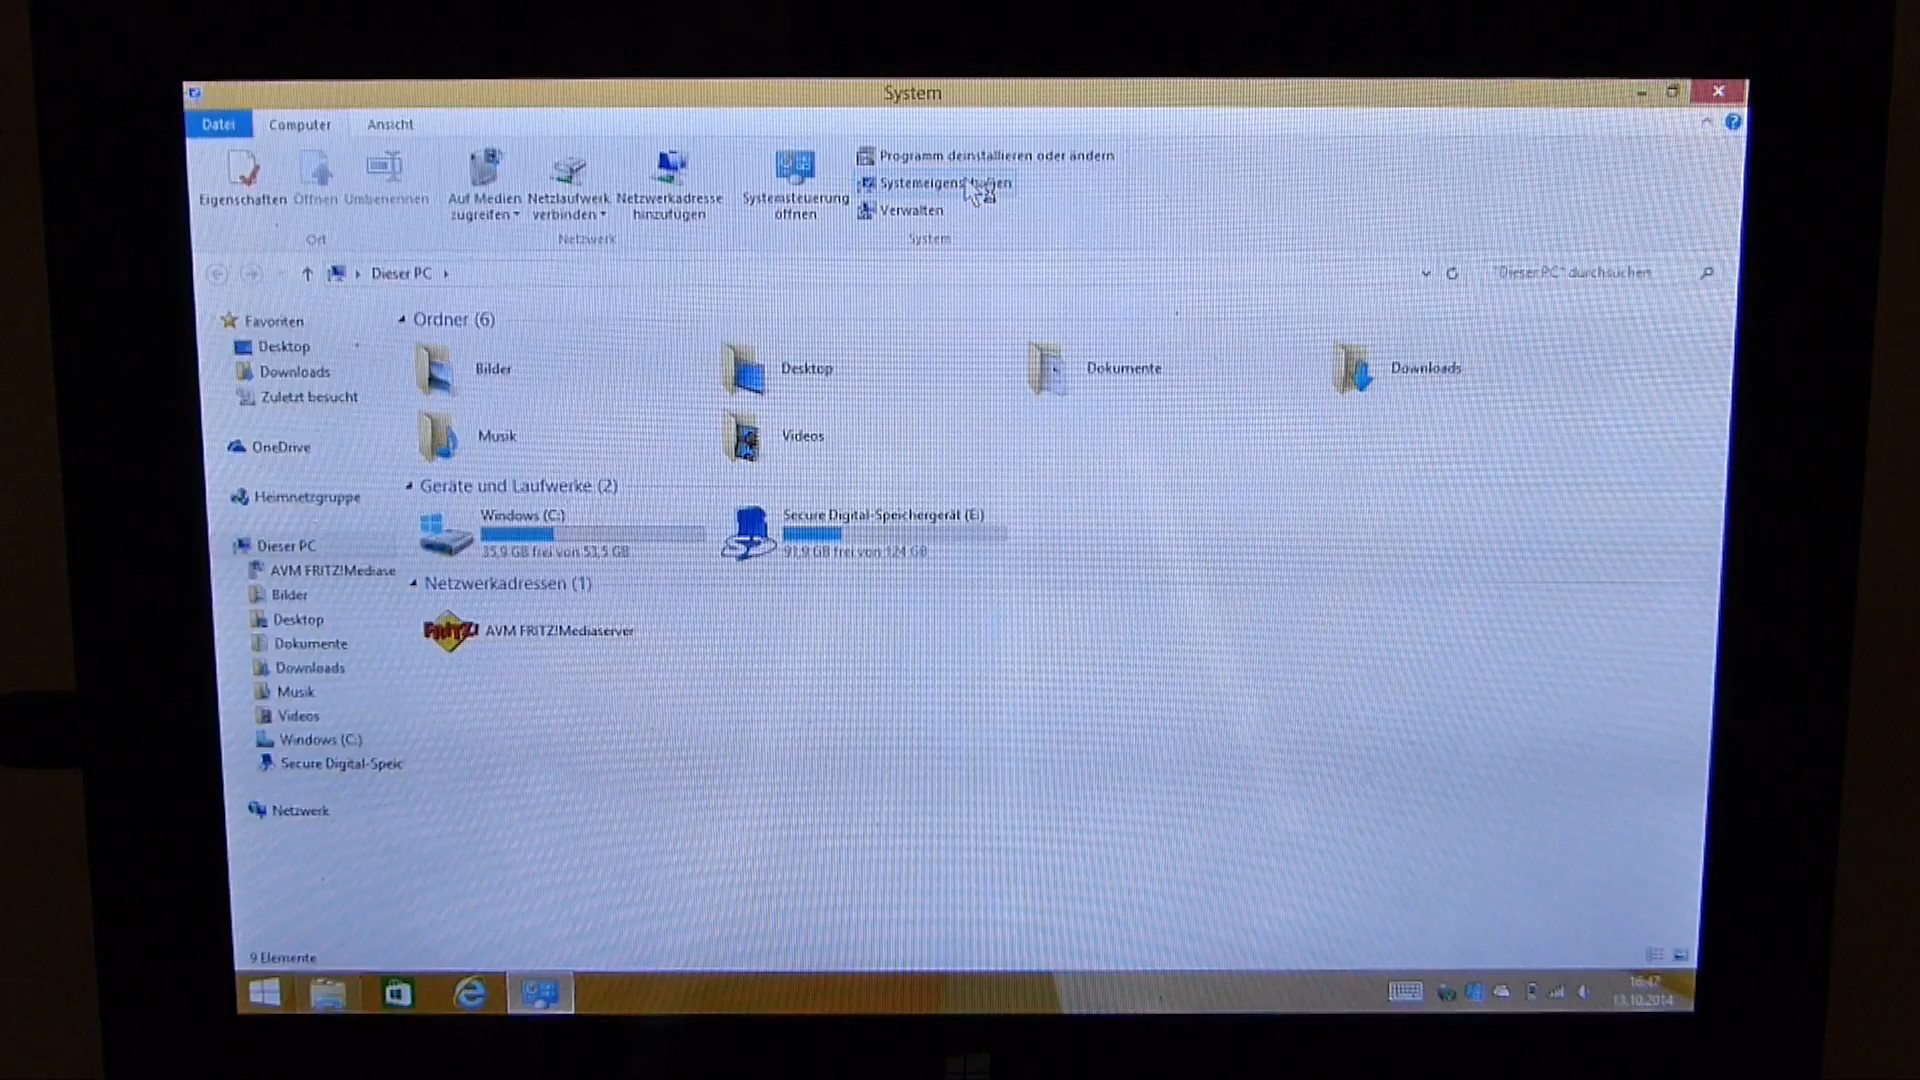 System
Datei Computer Ansicht
Programm deinstallieren oder ändern
Verwalten
Eigenschaften Öffnen Umbenennen
Auf Medien zugreifen
Netzlaufwerk verbinden
Netzwerkadresse hinzufügen
Systemsteuerung öffnen
Ort Netzwerk System
Dieser PC
"Dieser PC" durchsuchen
Favoriten
Desktop
Downloads
Zuletzt besucht
OneDrive
Heimnetzgruppe
Dieser PC
AVM FRITZ!Mediase
Bilder
Desktop
Dokumente
Downloads
Musik
Videos
Windows (C:)
Secure Digital-Speic
Netzwerk
Ordner (6)
Bilder
Desktop
Dokumente
Downloads
Musik
Videos
Geräte und Laufwerke (2)
Windows (C:)
35,9 GB frei von 53,5 GB
Secure Digital-Speichergerät (E:)
91,9 GB frei von 124 GB
Netzwerkadressen (1)
FRITZ!
AVM FRITZ!Mediaserver
9 Elemente
16:47
13.10.2014